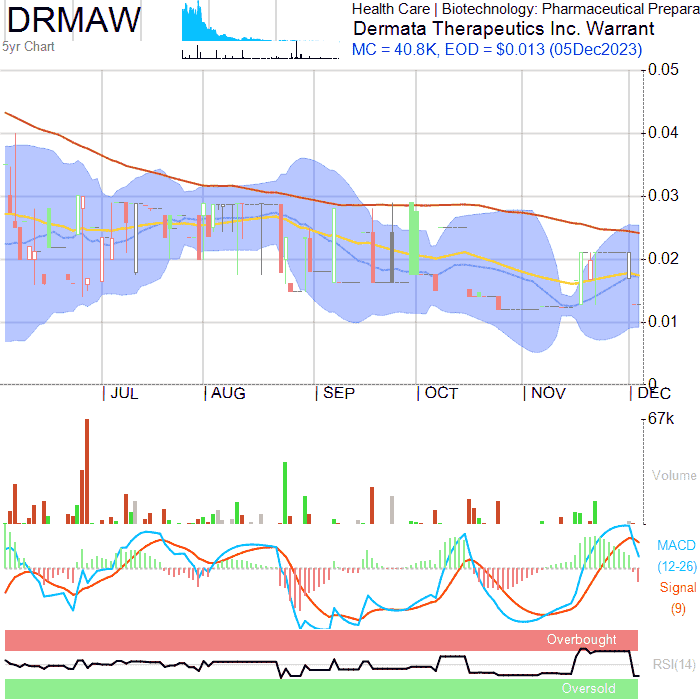 DRMAW
5yr Chart
Health Care | Biotechnology: Pharmaceutical Prepara
Dermata Therapeutics Inc. Warrant
MC = 40.8K, EOD = $0.013 (05Dec2023)
0.05
0.04
0.03
0.02
0.01
0
JUL AUG SEP OCT NOV DEC
67k
Volume
MACD
(12-26)
Signal
(9)
Overbought
RSI(14)
Oversold